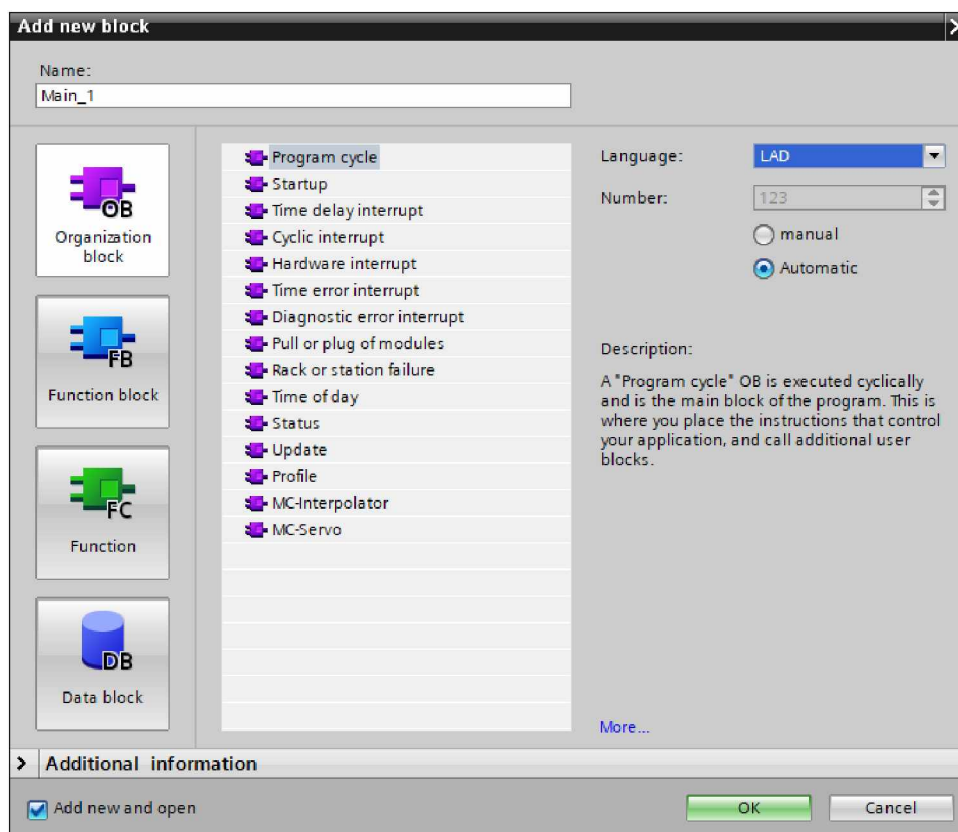 Add new block
Name:
Main_1
OB
Organization
block
FB
Function block
FC
Function
DB
Data block
Program cycle
Startup
Time delay interrupt
Cyclic interrupt
Hardware interrupt
Time error interrupt
Diagnostic error interrupt
Pull or plug of modules
Rack or station failure
Time of day
Status
Update
Profile
MC-Interpolator
MC-Servo
Language:
LAD
Number:
123
manual
Automatic
Description:
A "Program cycle" OB is executed cyclically
and is the main block of the program. This is
where you place the instructions that control
your application, and call additional user
blocks.
More...
Additional information
Add new and open
OK
Cancel